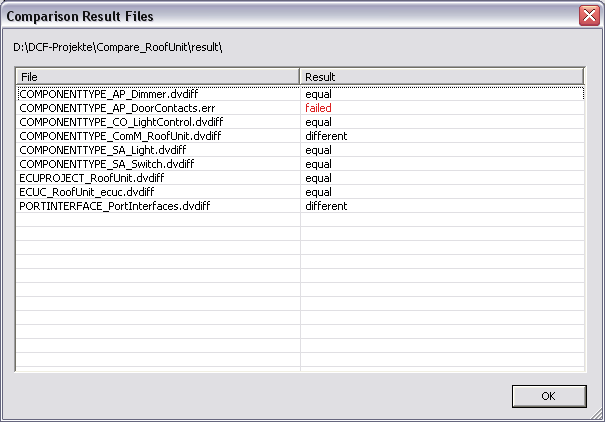 Comparison Result Files
D:\DCF-Projekte\Compare_RoofUnit\result\
File Result
COMPONENTTYPE_AP_Dimmer.dvdiff equal
COMPONENTTYPE_AP_DoorContacts.err failed
COMPONENTTYPE_CO_LightControl.dvdiff equal
COMPONENTTYPE_ComM_RoofUnit.dvdiff different
COMPONENTTYPE_SA_Light.dvdiff equal
COMPONENTTYPE_SA_Switch.dvdiff equal
ECUPROJECT_RoofUnit.dvdiff equal
ECUC_RoofUnit_ecuc.dvdiff equal
PORTINTERFACE_PortInterfaces.dvdiff different
OK